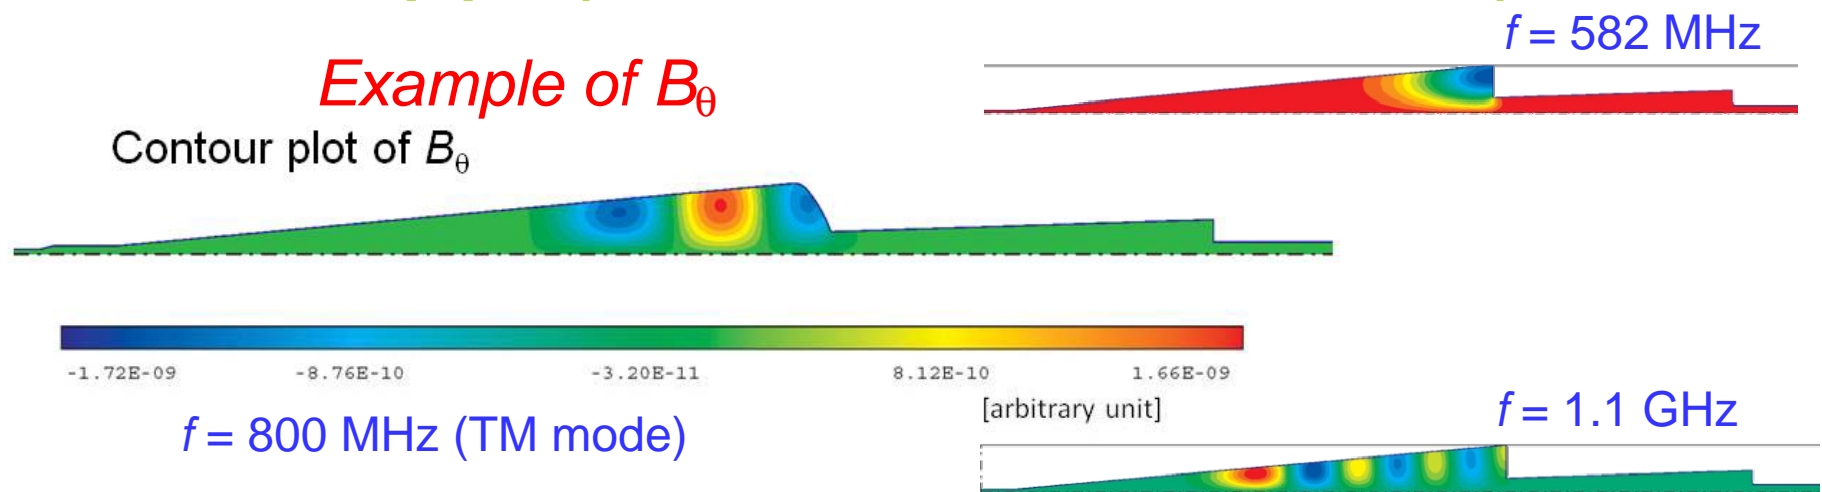 f = 582 MHz
Example of Bθ
Contour plot of Bθ
-1.72E-09 -8.76E-10 -3.20E-11 8.12E-10 1.66E-09
[arbitrary unit]
f = 1.1 GHz
f = 800 MHz (TM mode)